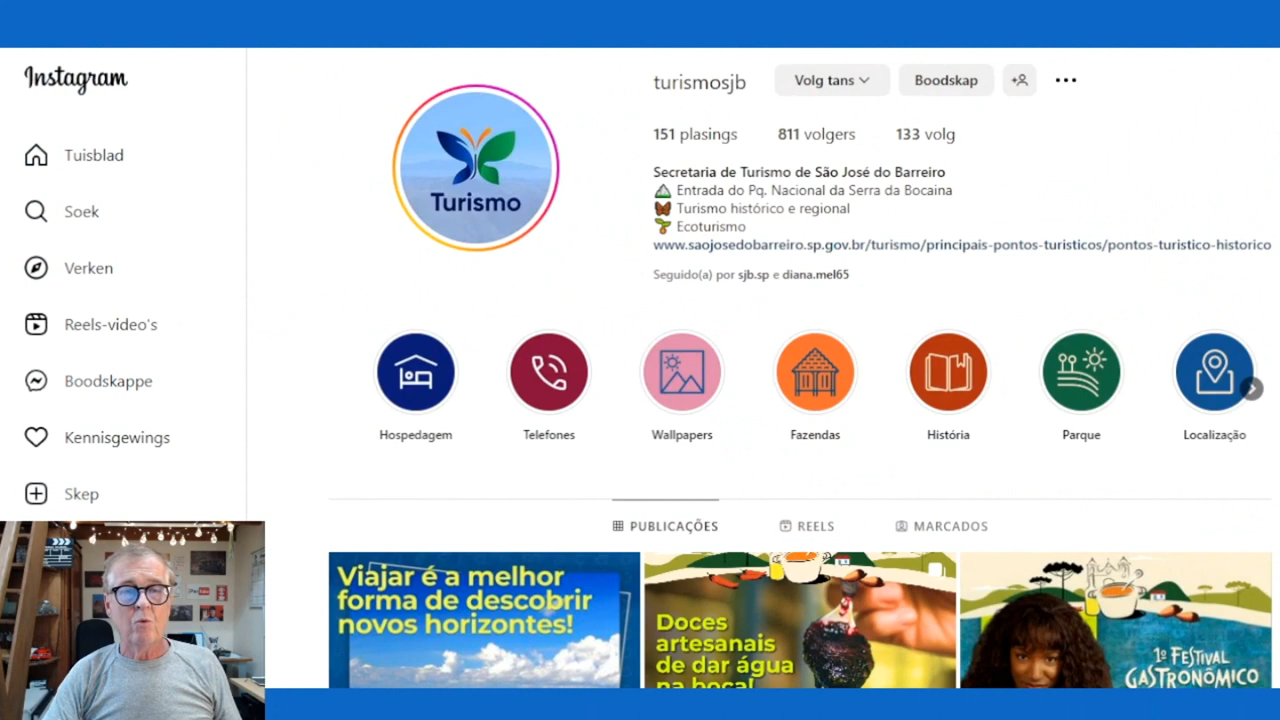 Instagram
Tuisblad
Soek
Verken
Reels-video's
Boodskappe
Kennisgewings
Skep
Turismo
turismosjb
Volg tans
Boodskap
151 plasings 811 volgers 133 volg
Secretaria de Turismo de São José do Barreiro
Entrada do Pq. Nacional da Serra da Bocaina
Turismo histórico e regional
Ecoturismo
www.saojosedobarreiro.sp.gov.br/turismo/principais-pontos-turisticos/pontos-turistico-historico
Seguido(a) por sjb.sp e diana.mel65
Hospedagem
Telefones
Wallpapers
Fazendas
História
Parque
Localização
PUBLICAÇÕES
REELS
MARCADOS
Viajar é a melhor
forma de descobrir
novos horizontes!
Doces
artesanais
de dar água
na boca!
1º FESTIVAL
GASTRONÔMICO